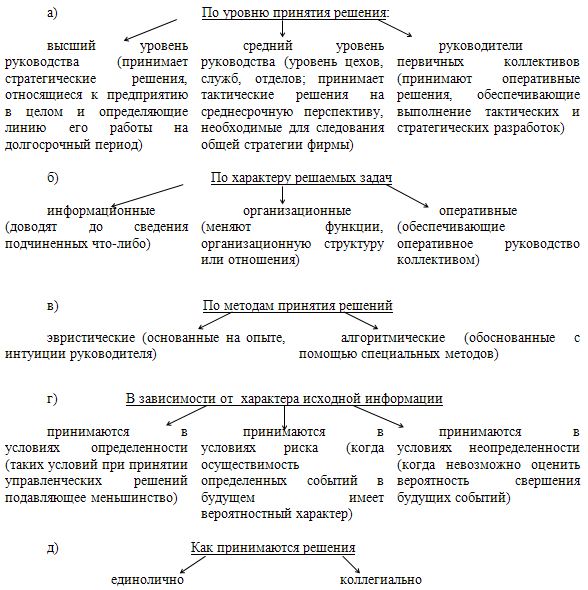 а) По уровню принятия решения:
высший уровень
руководства (принимает
стратегические решения,
относящиеся к предприятию
в целом и определяющие
линию его работы на
долгосрочный период)
средний уровень
руководства (уровень цехов,
служб, отделов; принимает
тактические решения на
среднесрочную перспективу,
необходимые для следования
общей стратегии фирмы)
руководители
первичных коллективов
(принимают оперативные
решения, обеспечивающие
выполнение тактических и
стратегических разработок)
б) По характеру решаемых задач
информационные
(доводят до сведения
подчиненных что-либо)
организационные
(меняют функции,
организационную структуру
или отношения)
оперативные
(обеспечивающие
оперативное руководство
коллективом)
в) По методам принятия решений
эвристические (основанные на опыте,
интуиции руководителя)
алгоритмические (обоснованные с
помощью специальных методов)
г) В зависимости от характера исходной информации
принимаются в
условиях определенности
(таких условий при принятии
управленческих решений
подавляющее меньшинство)
принимаются в
условиях риска (когда
осуществимость
определенных событий в
будущем имеет
вероятностный характер)
принимаются в
условиях неопределенности
(когда невозможно оценить
вероятность свершения
будущих событий)
д) Как принимаются решения
единолично
коллегиально